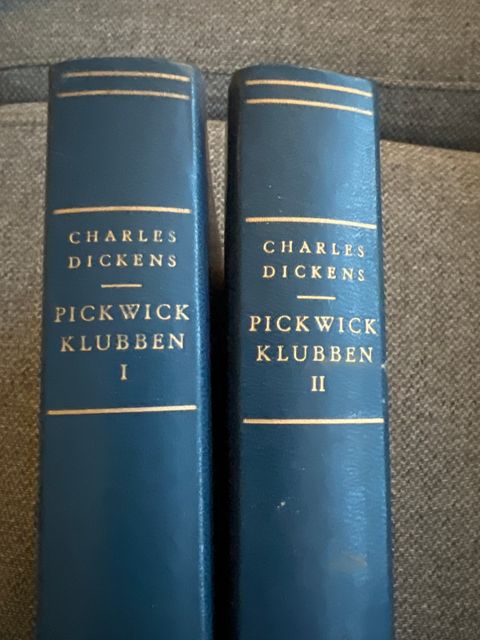 CHARLES
DICKENS
PICKWICK
KLUBBEN
I
CHARLES
DICKENS
PICKWICK
KLUBBEN
II